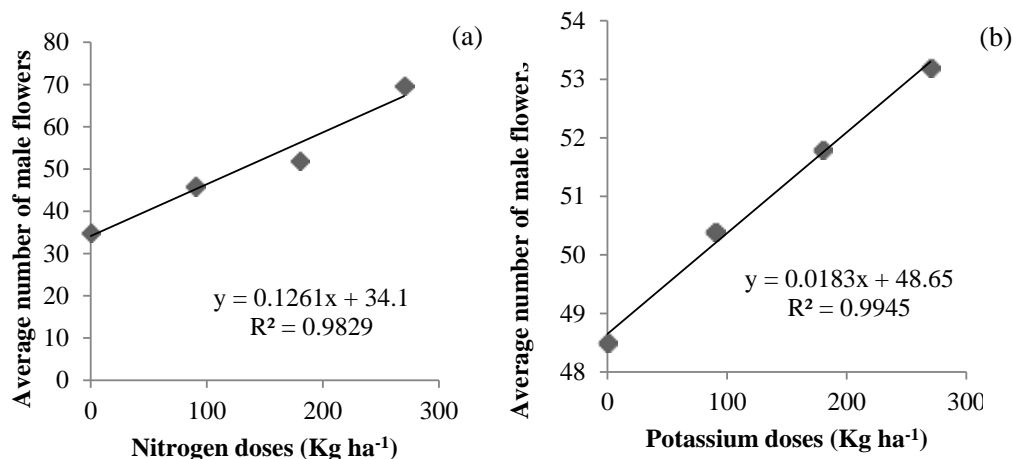 (a)
80
70
60
50
40
30
20
10
0
0 100 200 300
Average number of male flowers
y = 0.1261x + 34.1
R² = 0.9829
Nitrogen doses (Kg ha⁻¹)
(b)
54
53
52
51
50
49
48
0 100 200 300
Average number of male flowers
y = 0.0183x + 48.65
R² = 0.9945
Potassium doses (Kg ha⁻¹)